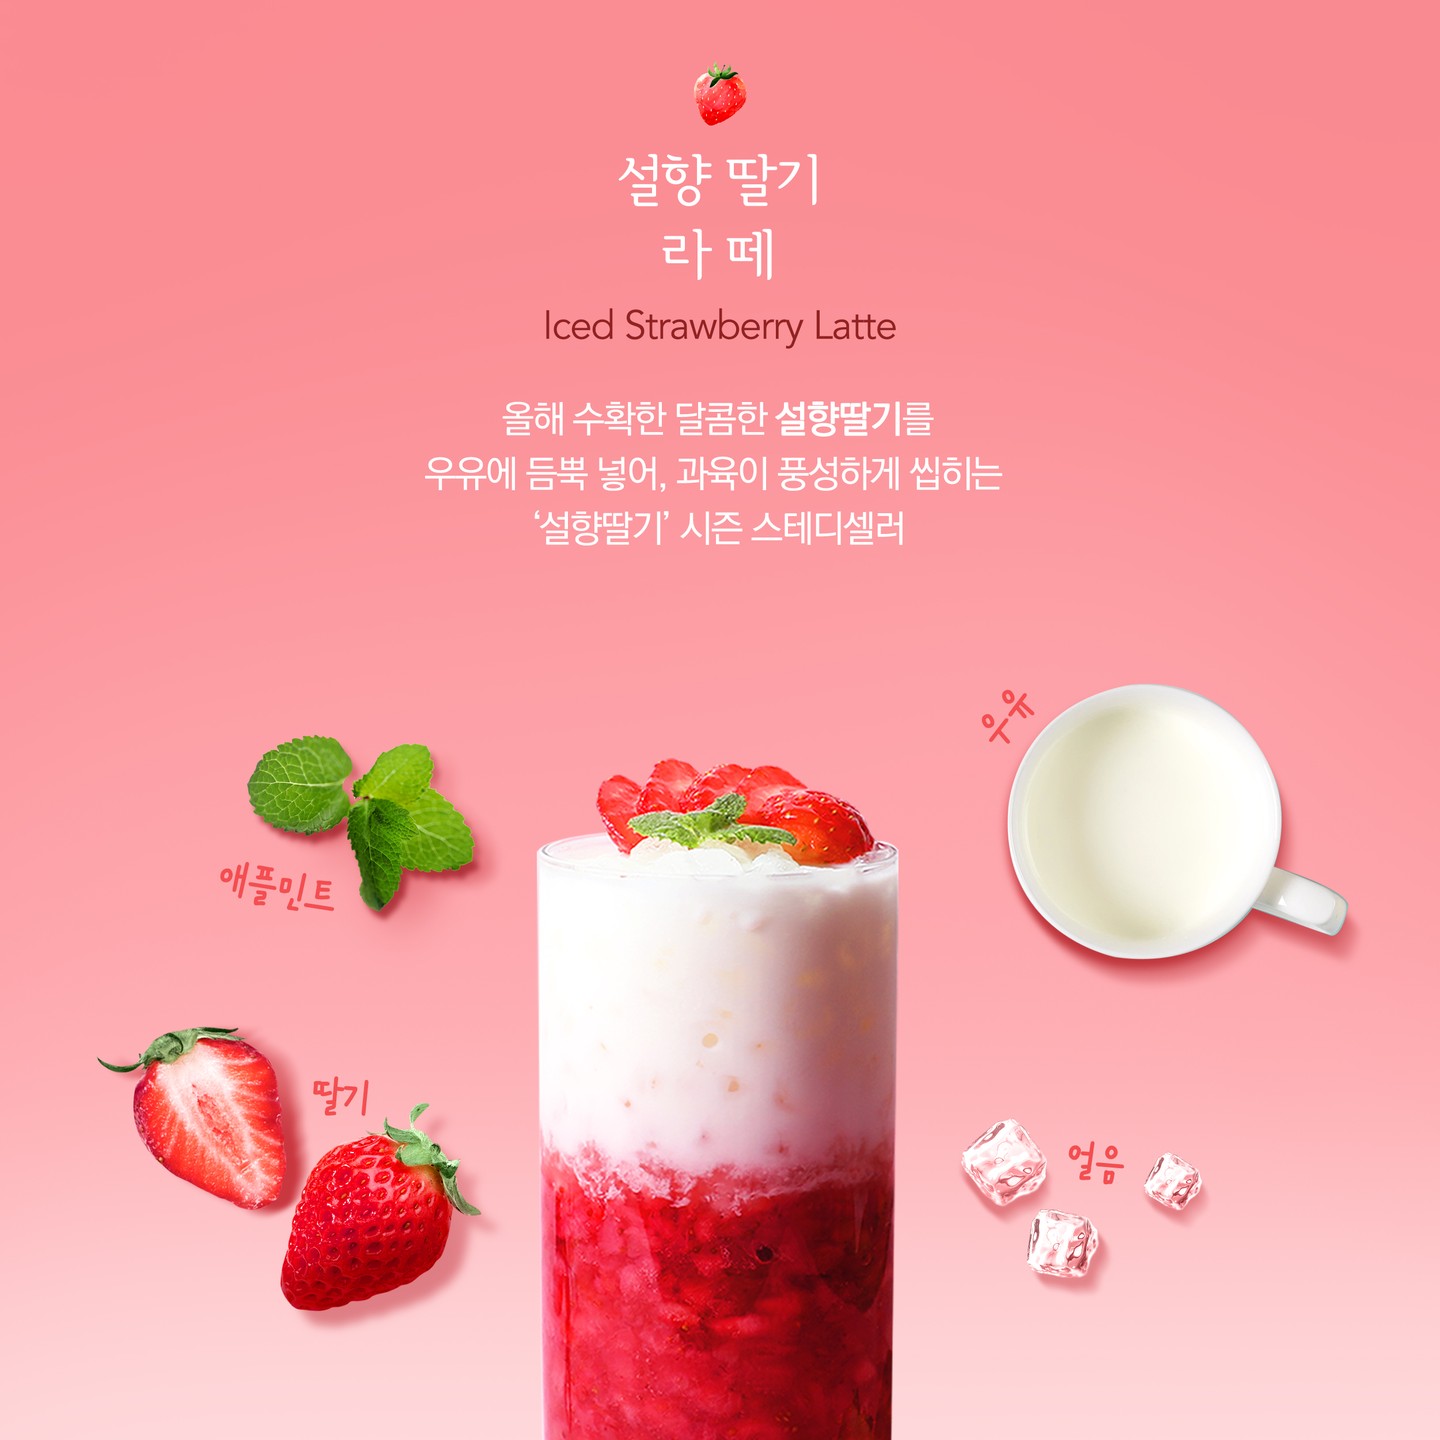 설향 딸기
라떼
Iced Strawberry Latte
올해 수확한 달콤한 설향딸기를
우유에 듬뿍 넣어, 과육이 풍성하게 씹히는
‘설향딸기’ 시즌 스테디셀러
우유
애플민트
딸기
얼음